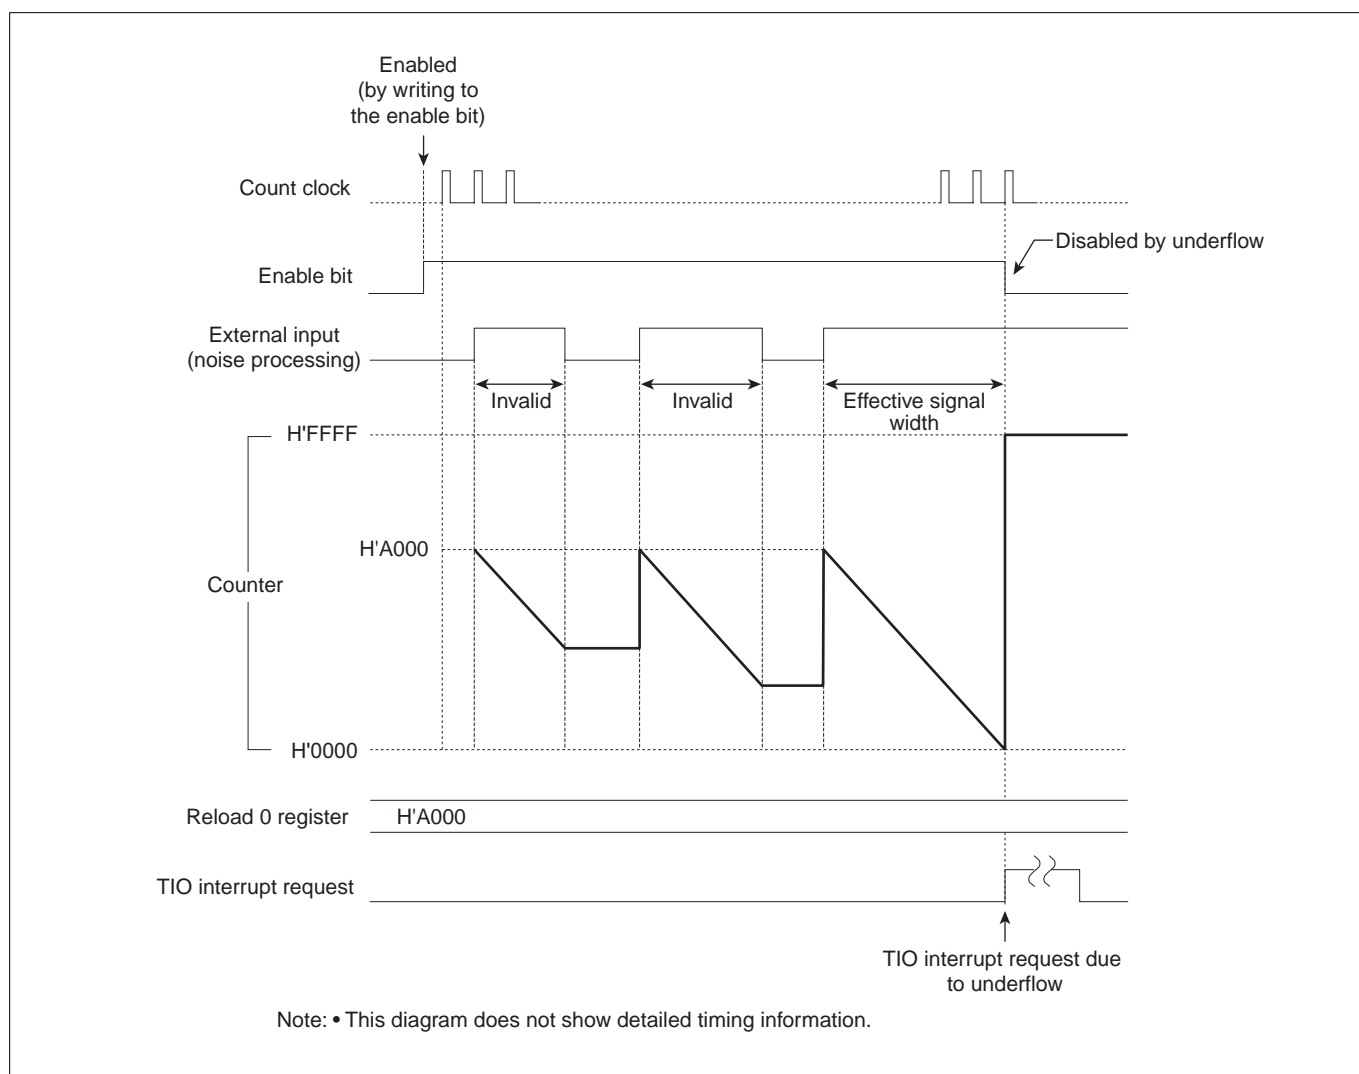 Enabled
(by writing to
the enable bit)
Count clock
Disabled by underflow
Enable bit
External input
(noise processing)
Invalid
Invalid
Effective signal
width
H'FFFF
H'A000
Counter
H'0000
Reload 0 register
H'A000
TIO interrupt request
TIO interrupt request due
to underflow
Note: • This diagram does not show detailed timing information.